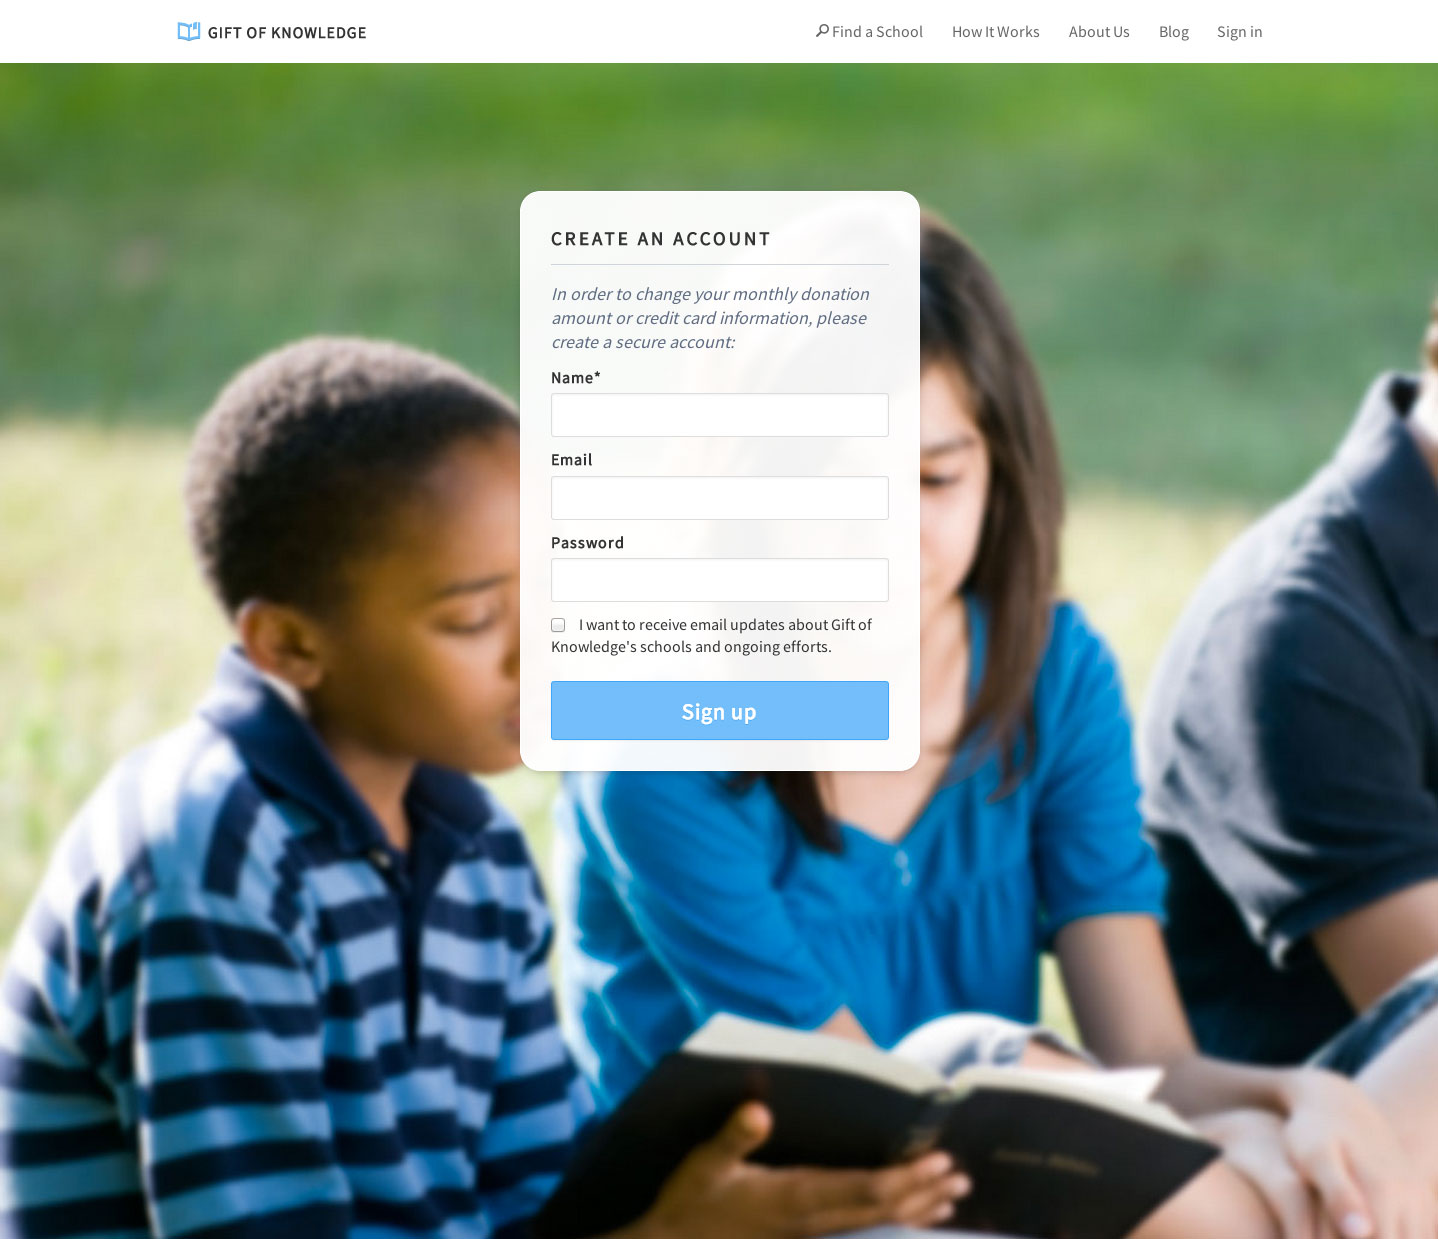 GIFT OF KNOWLEDGE
Find a School How It Works About Us Blog Sign in
CREATE AN ACCOUNT
In order to change your monthly donation
amount or credit card information, please
create a secure account:
Name*
Email
Password
I want to receive email updates about Gift of
Knowledge's schools and ongoing efforts.
Sign up